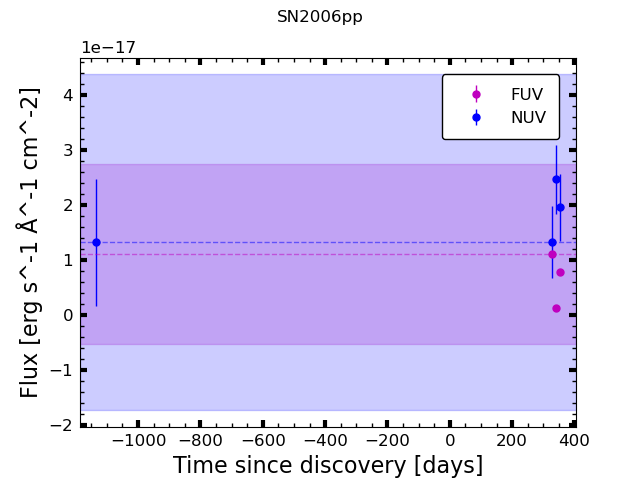 SN2006pp
1e−17
FUV
NUV
4
3
2
1
0
−1
−2
Flux [erg s^-1 Å^-1 cm^-2]
−1000 −800 −600 −400 −200 0 200 400
Time since discovery [days]